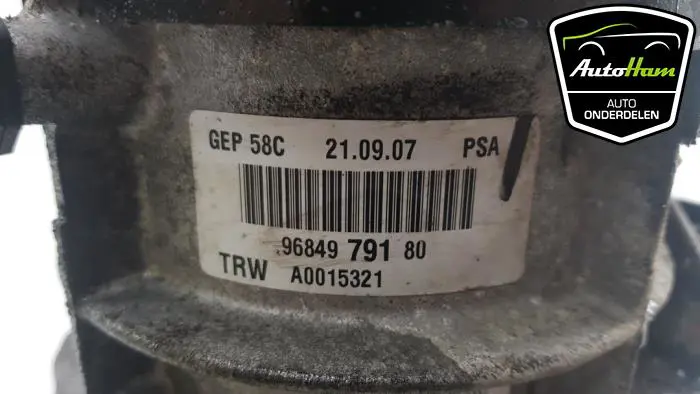 GEP 58C 21.09.07 PSA
96849 791 80
TRW A0015321
AutoHam
AUTO
ONDERDELEN